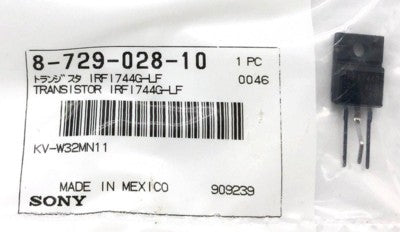 8-729-028-10 1 PC
トランジスタ IRFI744G-LF 0046
TRANSISTOR IRFI744G-LF
KV-W32MN11
MADE IN MEXICO 909239
SONY